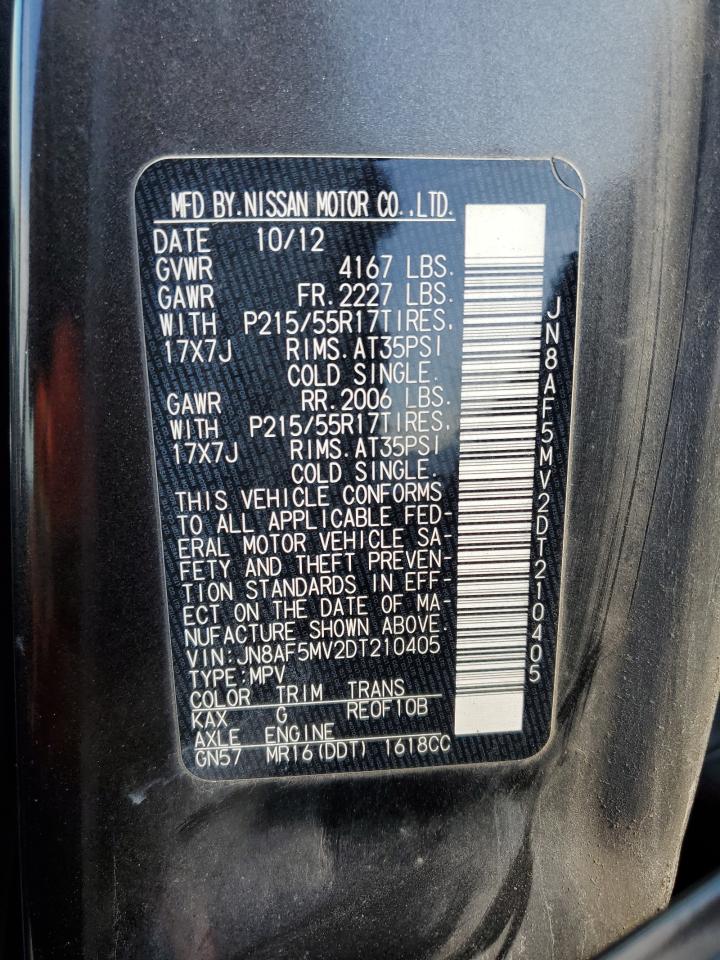 MFD BY.NISSAN MOTOR CO.,LTD.
DATE 10/12
GVWR 4167 LBS.
GAWR FR.2227 LBS.
WITH P215/55R17TIRES.
17X7J RIMS.AT35PSI
COLD SINGLE.
GAWR RR.2006 LBS.
WITH P215/55R17TIRES.
17X7J RIMS.AT35PSI
COLD SINGLE.
THIS VEHICLE CONFORMS
TO ALL APPLICABLE FED-
ERAL MOTOR VEHICLE SA-
FETY AND THEFT PREVEN-
TION STANDARDS IN EFF-
ECT ON THE DATE OF MA-
NUFACTURE SHOWN ABOVE.
VIN:JN8AF5MV2DT210405
TYPE:MPV
COLOR TRIM TRANS
KAX G RE0F10B
AXLE ENGINE
GN57 MR16(DDT) 1618CC
JN8AF5MV2DT210405